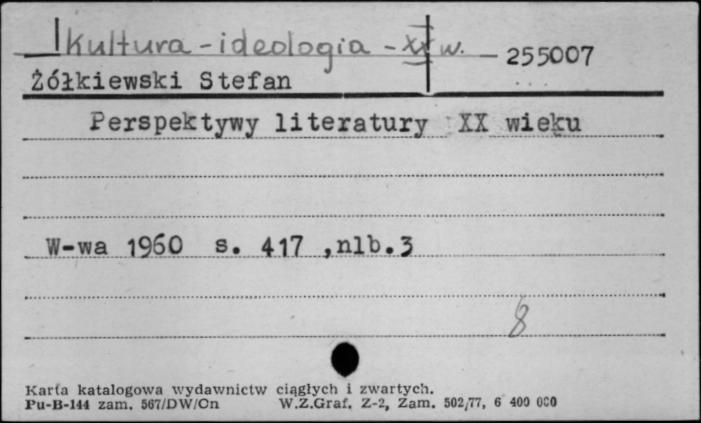 Kultura - ideologia - XX w. 255007
Żółkiewski Stefan
Perspektywy literatury XX wieku
W-wa 1960 s. 417 ,nlb.3
8
Karta katalogowa wydawnictw ciągłych i zwartych.
Pu-B-144 zam. 567/DW/On W.Z.Graf. Z-2, Zam. 502/77, 6 400 000